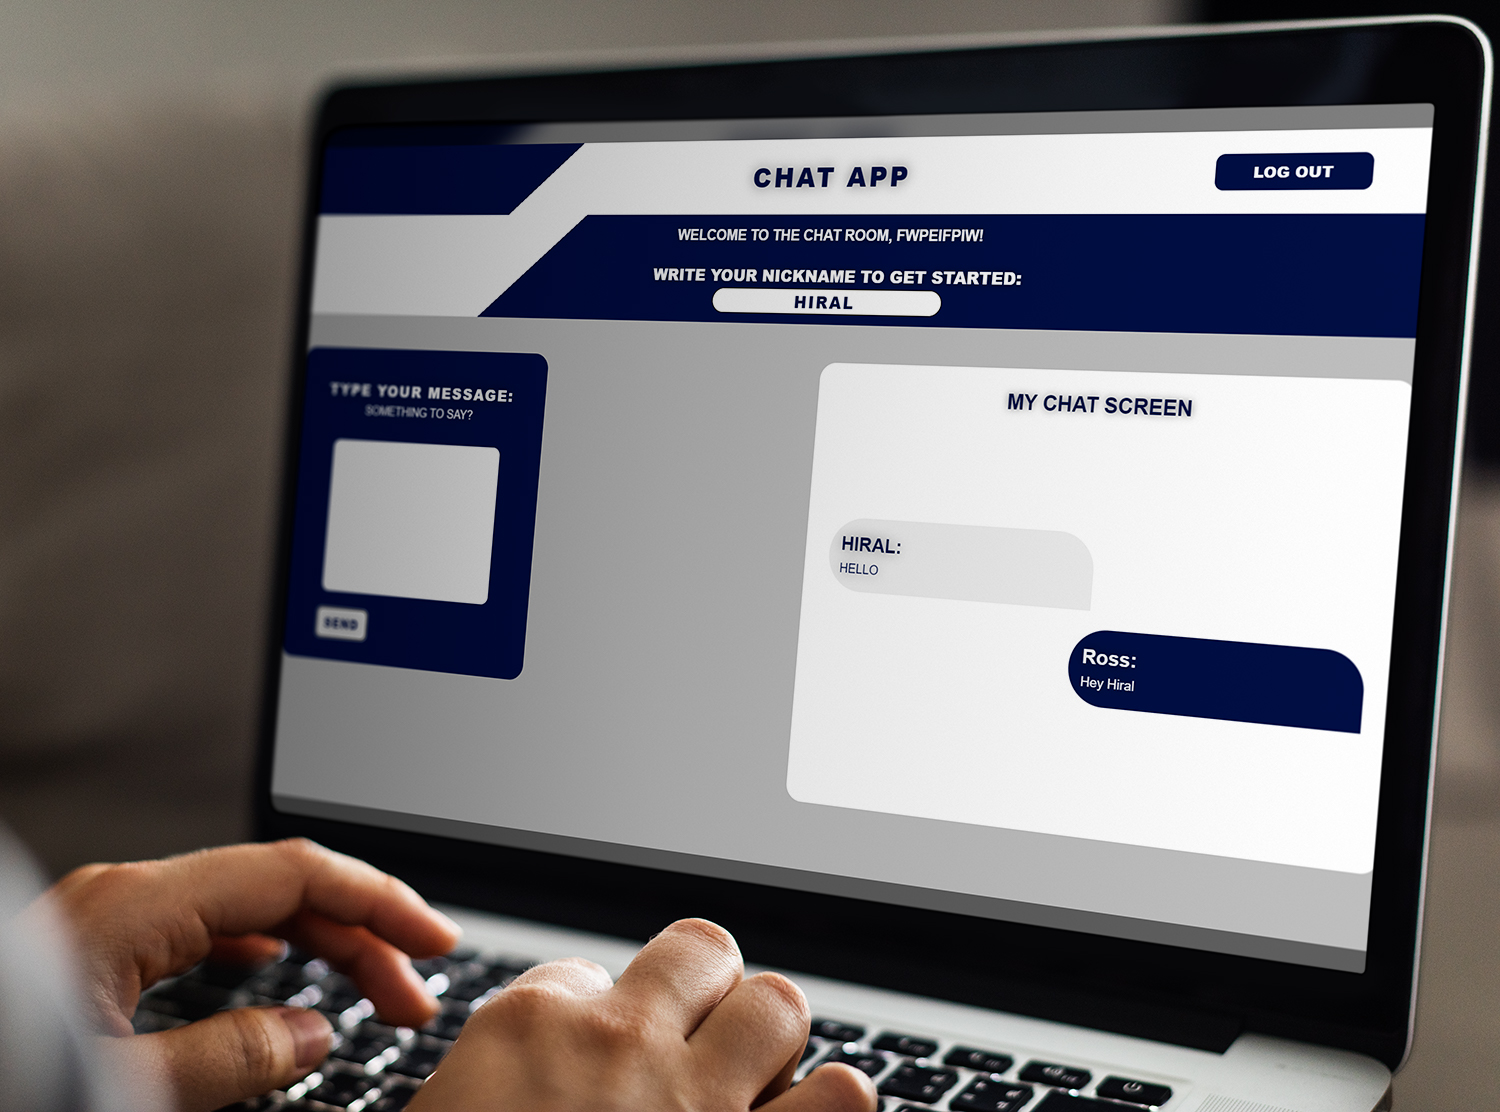 CHAT APP
LOG OUT
WELCOME TO THE CHAT ROOM, FWPEIFPIW!
WRITE YOUR NICKNAME TO GET STARTED:
HIRAL
TYPE YOUR MESSAGE:
SOMETHING TO SAY?
SEND
MY CHAT SCREEN
HIRAL:
HELLO
Ross:
Hey Hiral